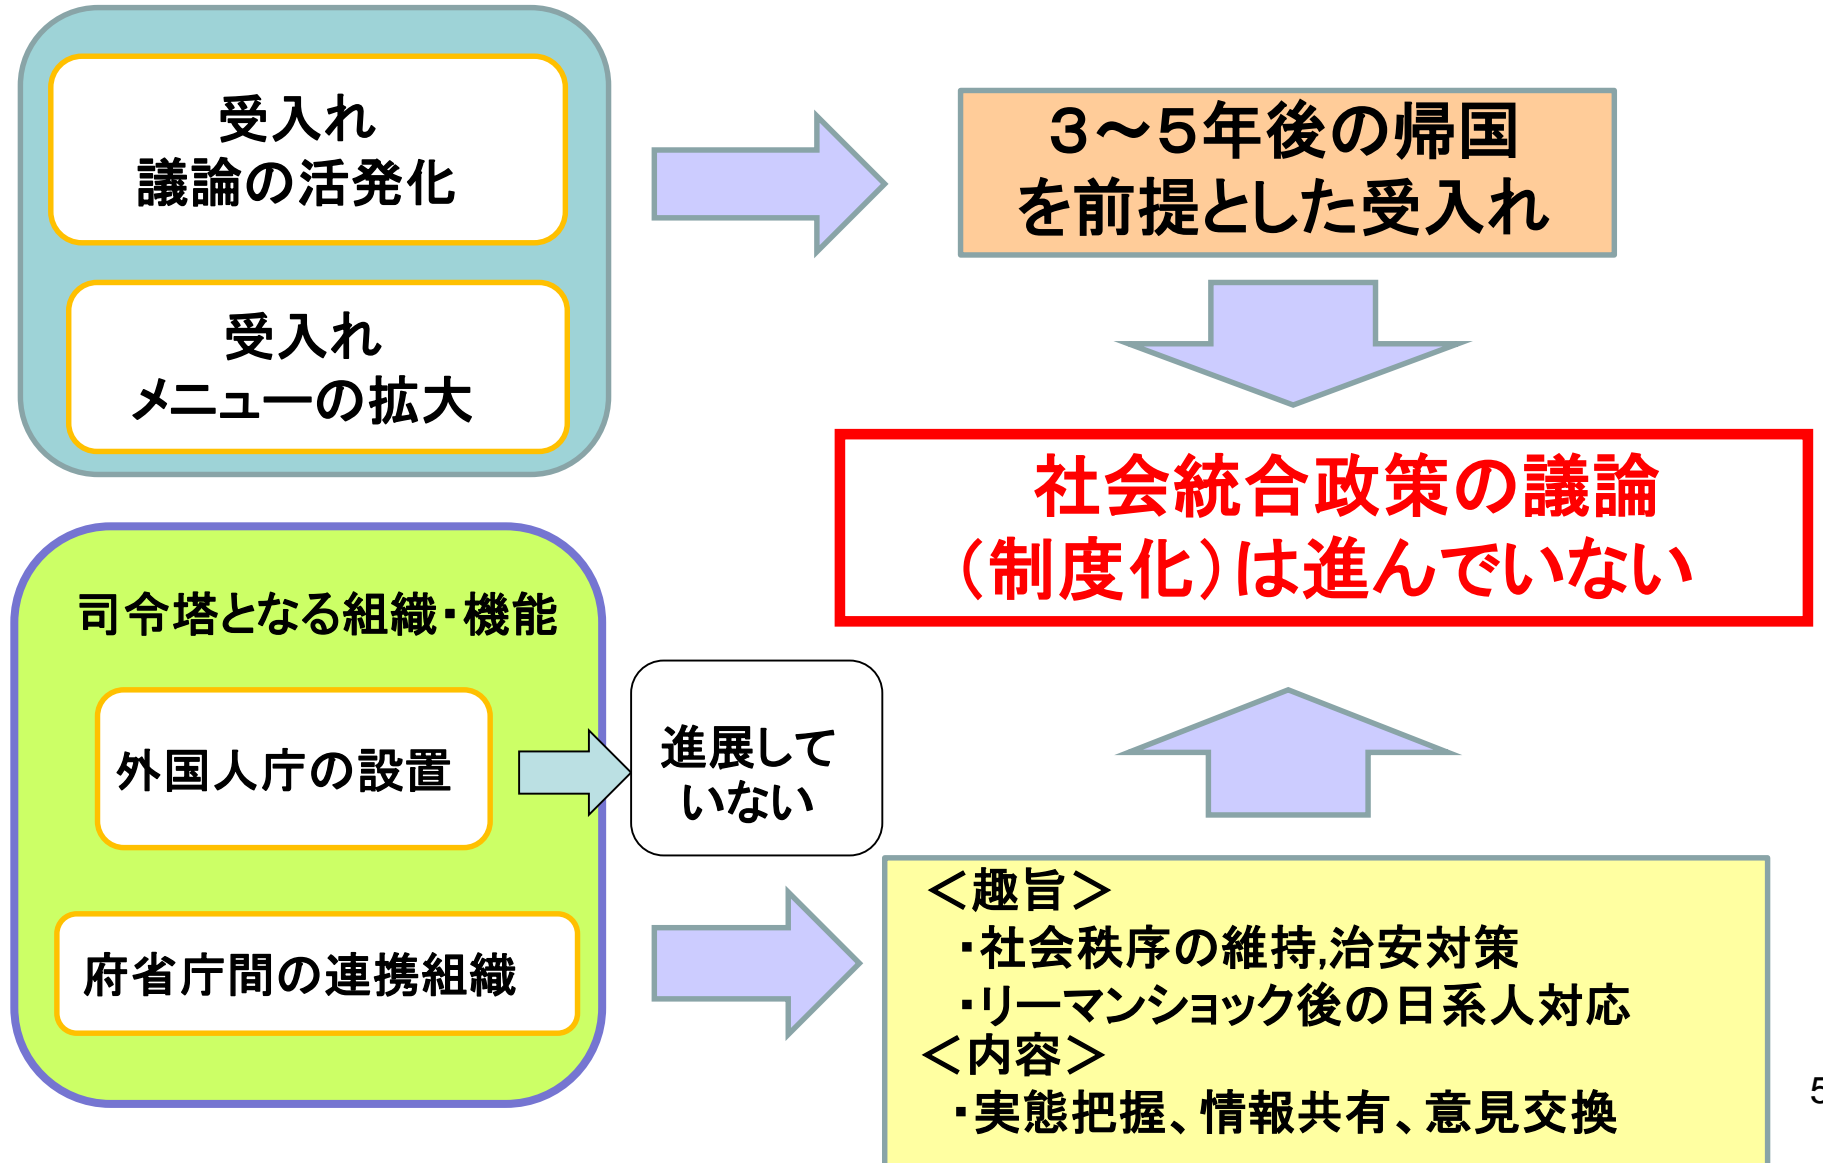 受入れ
議論の活発化
受入れ
メニューの拡大
3～5年後の帰国
を前提とした受入れ
社会統合政策の議論
（制度化）は進んでいない
司令塔となる組織・機能
外国人庁の設置
進展して
いない
府省庁間の連携組織
＜趣旨＞
・社会秩序の維持,治安対策
・リーマンショック後の日系人対応
＜内容＞
・実態把握、情報共有、意見交換
5